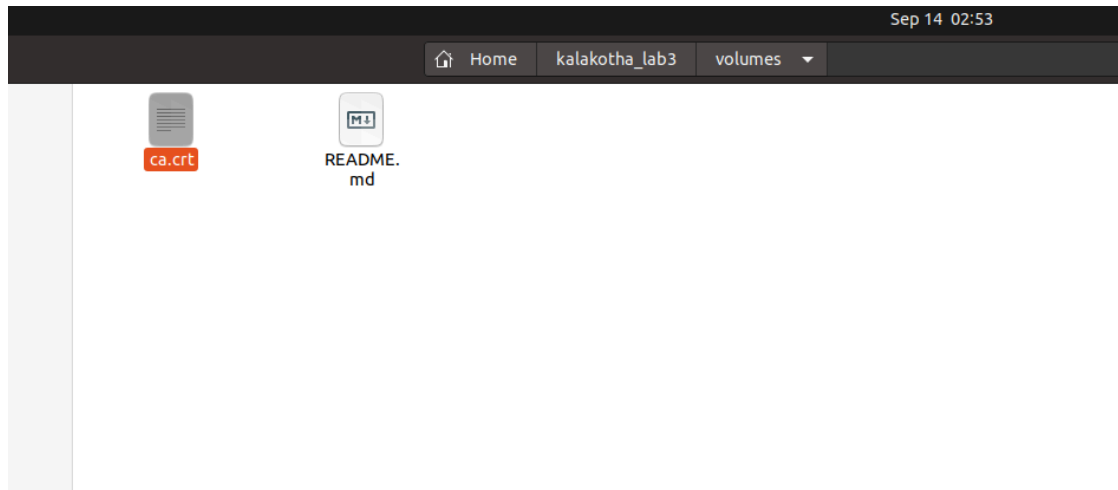 Sep 14 02:53
Home kalakotha_lab3 volumes
ca.crt
README.
md
M↓